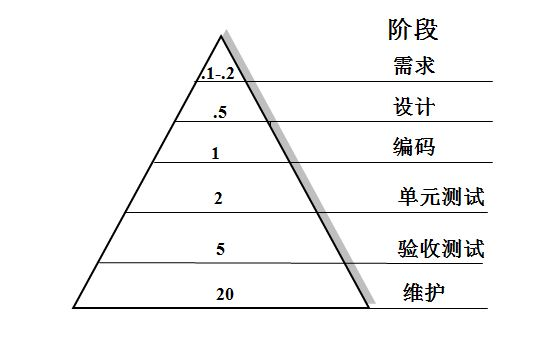 阶段
.1-.2 需求
.5 设计
1 编码
2 单元测试
5 验收测试
20 维护